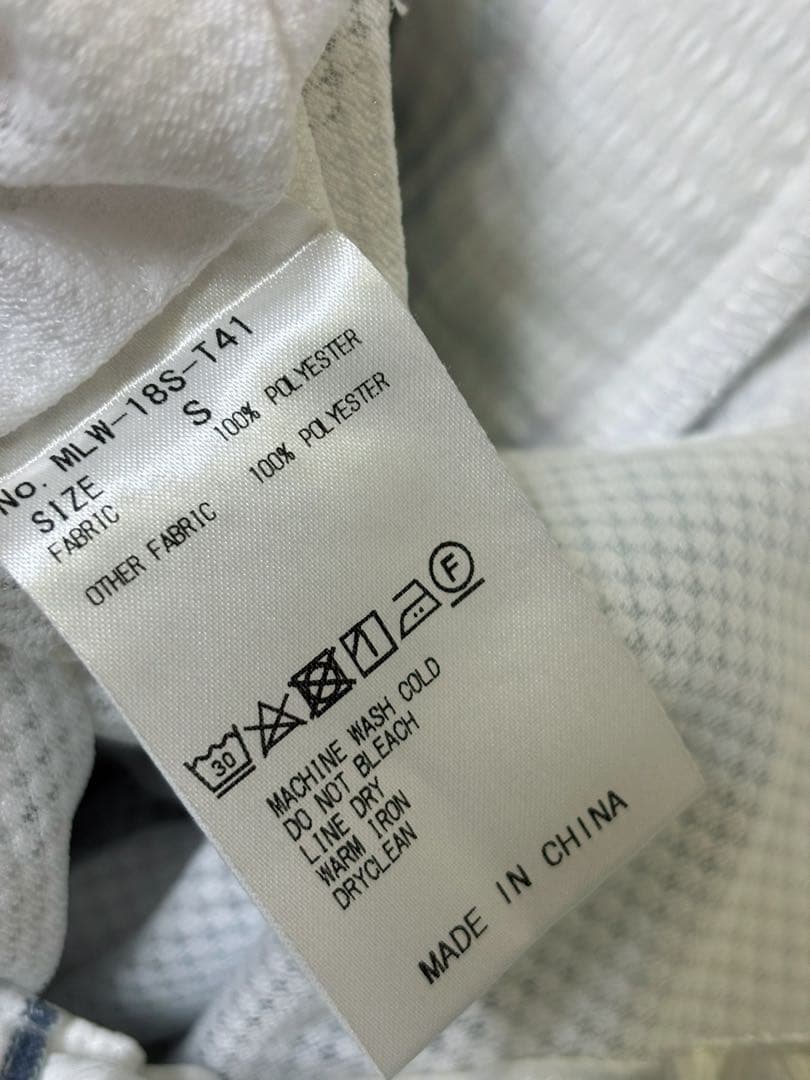 No. MLW-18S-T41
SIZE S
FABRIC 100% POLYESTER
OTHER FABRIC 100% POLYESTER
30 F
MACHINE WASH COLD
DO NOT BLEACH
LINE DRY
WARM IRON
DRYCLEAN
MADE IN CHINA